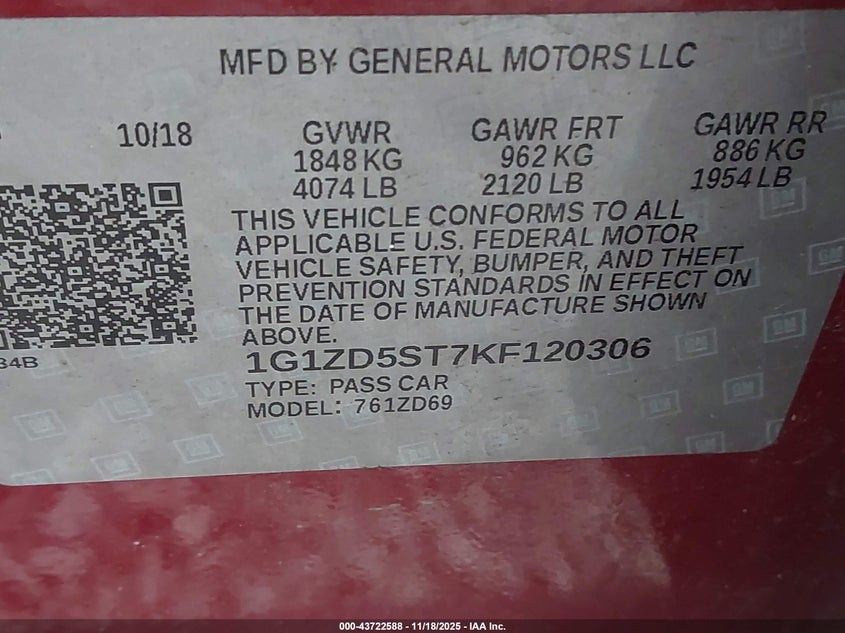 MFD BY GENERAL MOTORS LLC
10/18 GVWR GAWR FRT GAWR RR
1848 KG 962 KG 886 KG
4074 LB 2120 LB 1954 LB
THIS VEHICLE CONFORMS TO ALL
APPLICABLE U.S. FEDERAL MOTOR
VEHICLE SAFETY, BUMPER, AND THEFT
PREVENTION STANDARDS IN EFFECT ON
THE DATE OF MANUFACTURE SHOWN
ABOVE.
34B
1G1ZD5ST7KF120306
TYPE: PASS CAR
MODEL: 761ZD69
000-43722588 - 11/18/2025 - IAA Inc.